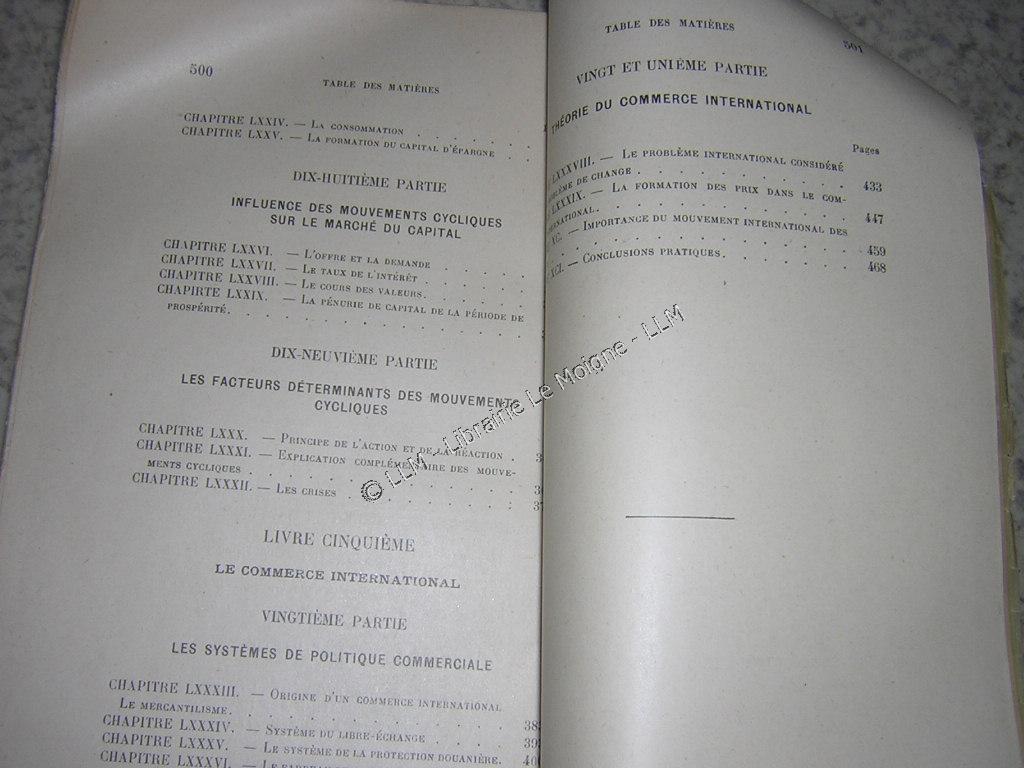 500
TABLE DES MATIÈRES
CHAPITRE LXXIV. — LA CONSOMMATION
CHAPITRE LXXV. — LA FORMATION DU CAPITAL D'ÉPARGNE
DIX-HUITIÈME PARTIE
INFLUENCE DES MOUVEMENTS CYCLIQUES
SUR LE MARCHÉ DU CAPITAL
CHAPITRE LXXVI. — L'OFFRE ET LA DEMANDE
CHAPITRE LXXVII. — LE TAUX DE L'INTÉRÊT
CHAPITRE LXXVIII. — LE COURS DES VALEURS.
CHAPIRTE LXXIX. — LA PÉNURIE DE CAPITAL DE LA PÉRIODE DE
PROSPÉRITÉ.
DIX-NEUVIÈME PARTIE
LES FACTEURS DÉTERMINANTS DES MOUVEMENTS
CYCLIQUES
CHAPITRE LXXX. — PRINCIPE DE L'ACTION ET DE LA RÉACTION
CHAPITRE LXXXI. — EXPLICATION COMPLÉMENTAIRE DES MOUVE-
MENTS CYCLIQUES
CHAPITRE LXXXII. — LES CRISES
LIVRE CINQUIÈME
LE COMMERCE INTERNATIONAL
VINGTIÈME PARTIE
LES SYSTÈMES DE POLITIQUE COMMERCIALE
CHAPITRE LXXXIII. — ORIGINE D'UN COMMERCE INTERNATIONAL
LE MERCANTILISME.
CHAPITRE LXXXIV. — SYSTÈME DU LIBRE-ÉCHANGE
CHAPITRE LXXXV. — LE SYSTÈME DE LA PROTECTION DOUANIÈRE.
CHAPITRE LXXXVI. — LE
TABLE DES MATIÈRES
501
VINGT ET UNIÈME PARTIE
THÉORIE DU COMMERCE INTERNATIONAL
Pages
LXXXVIII. — LE PROBLÈME INTERNATIONAL CONSIDÉRÉ
DE CHANGE 433
LXXXIX. — LA FORMATION DES PRIX DANS LE COM-
447
XC. — IMPORTANCE DU MOUVEMENT INTERNATIONAL DES
459
XCI. — CONCLUSIONS PRATIQUES. 468
© LLM - Librairie Le Moigne - LLM